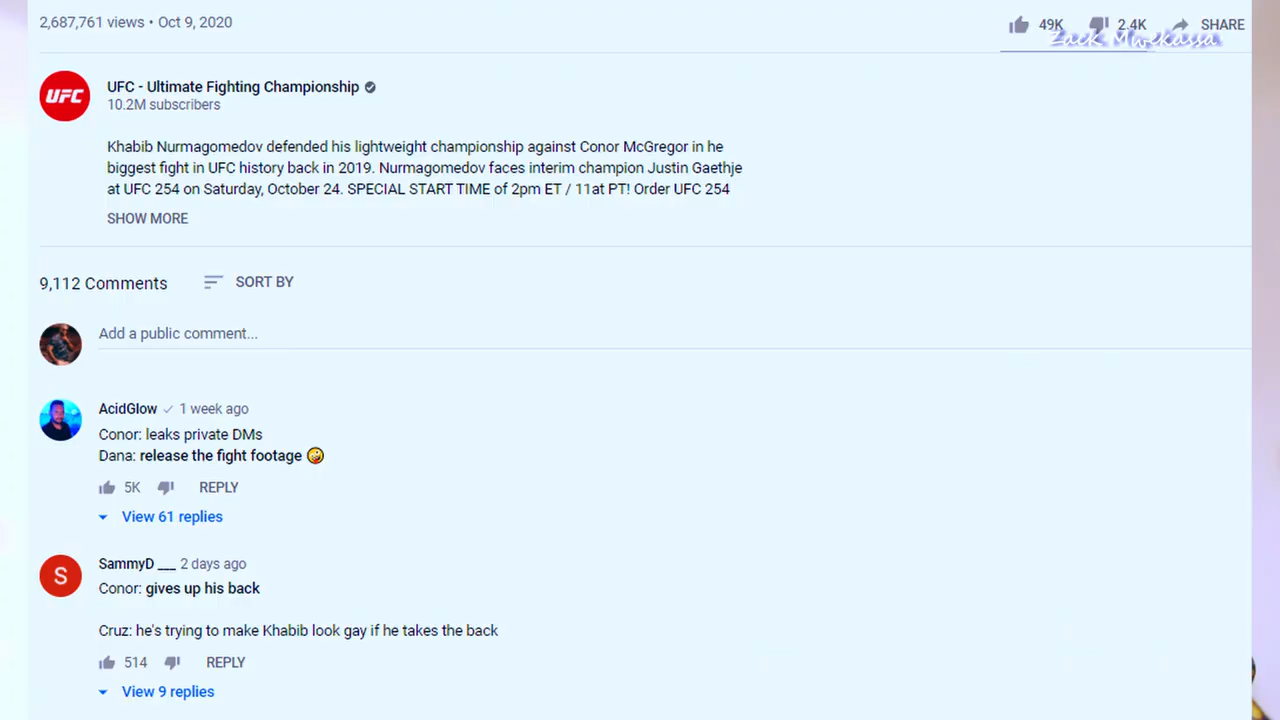 2,687,761 views • Oct 9, 2020
49K
2.4K
SHARE
Zack Mwekassa
UFC
UFC - Ultimate Fighting Championship
10.2M subscribers
Khabib Nurmagomedov defended his lightweight championship against Conor McGregor in he
biggest fight in UFC history back in 2019. Nurmagomedov faces interim champion Justin Gaethje
at UFC 254 on Saturday, October 24. SPECIAL START TIME of 2pm ET / 11at PT! Order UFC 254
SHOW MORE
9,112 Comments
SORT BY
Add a public comment...
AcidGlow ✓ 1 week ago
Conor: leaks private DMs
Dana: release the fight footage 🤪
5K
REPLY
View 61 replies
S
SammyD __ 2 days ago
Conor: gives up his back
Cruz: he's trying to make Khabib look gay if he takes the back
514
REPLY
View 9 replies